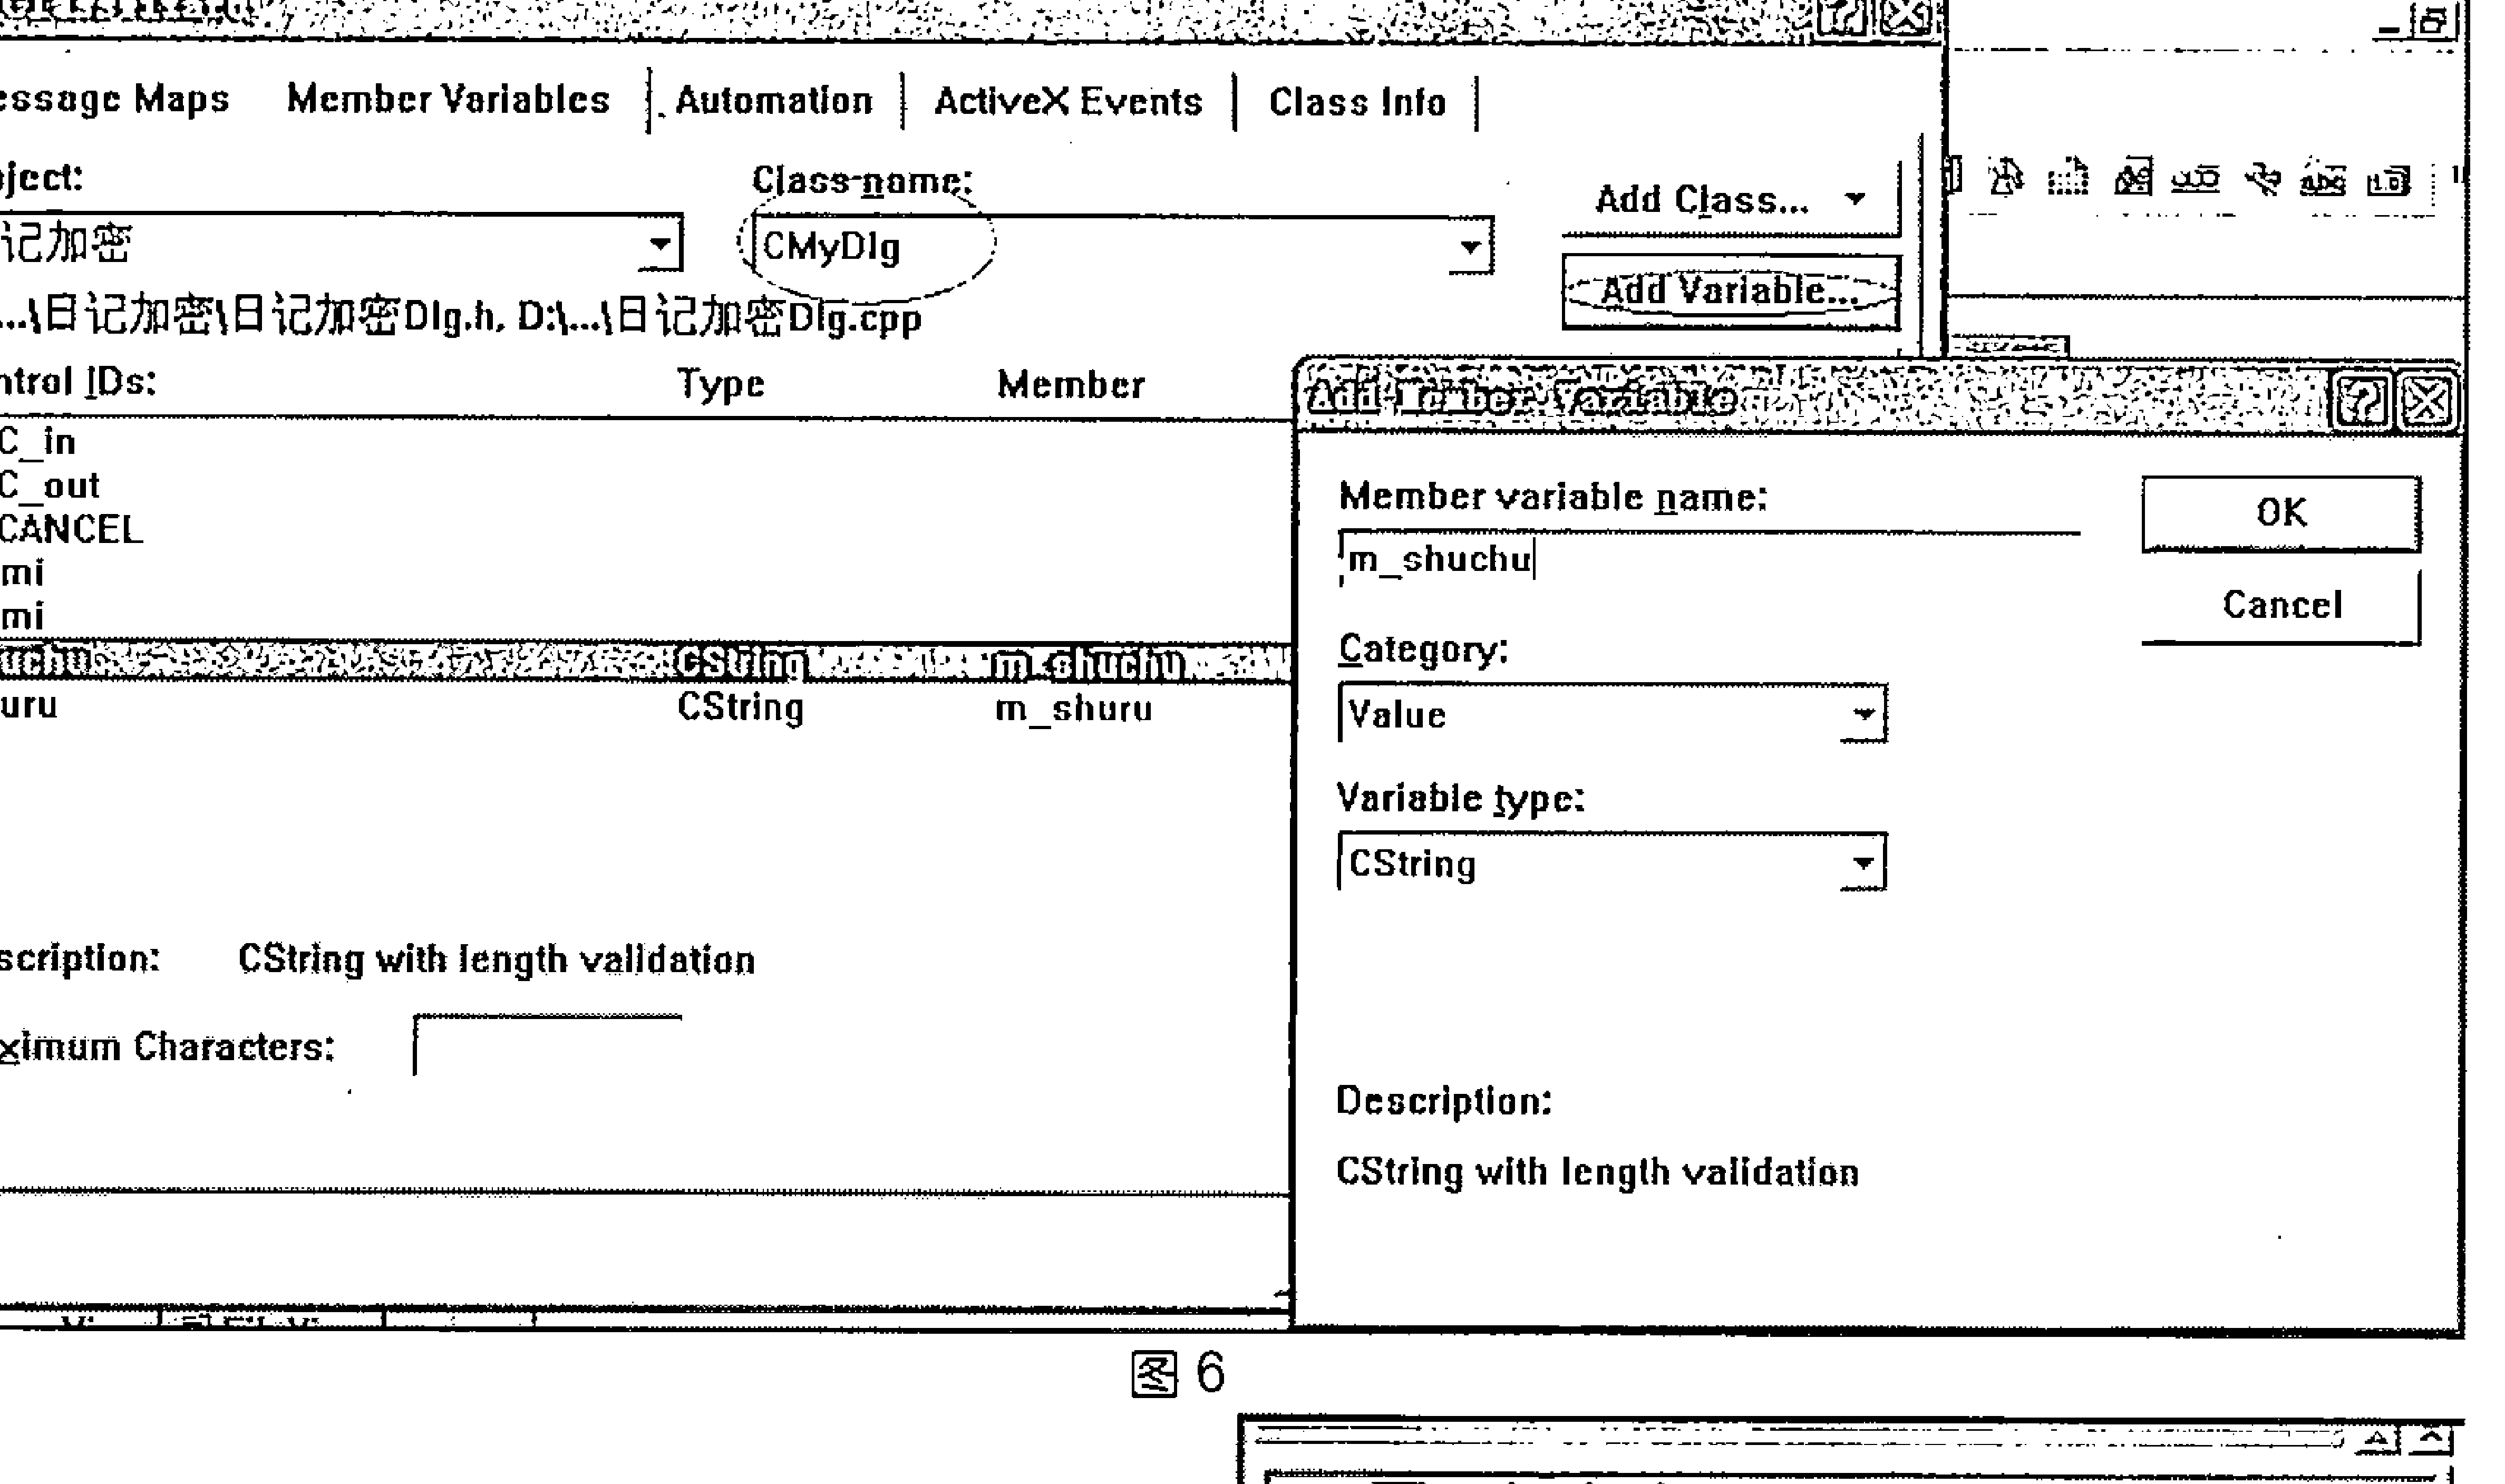 essage Maps Member Variables Automation ActiveX Events Class Info
ject: Class name:
记加密 CMyDlg
Add Class...
Add Variable...
...\日记加密\日记加密Dlg.h, D:\...\日记加密Dlg.cpp
ntrol IDs: Type Member
C_in
C_out
CANCEL
mi
mi
uchu CString m_shuchu
uru CString m_shuru
scription: CString with length validation
ximum Characters:
Add Member Variable
Member variable name:
m_shuchu
OK
Cancel
Category:
Value
Variable type:
CString
Description:
CString with length validation
图 6